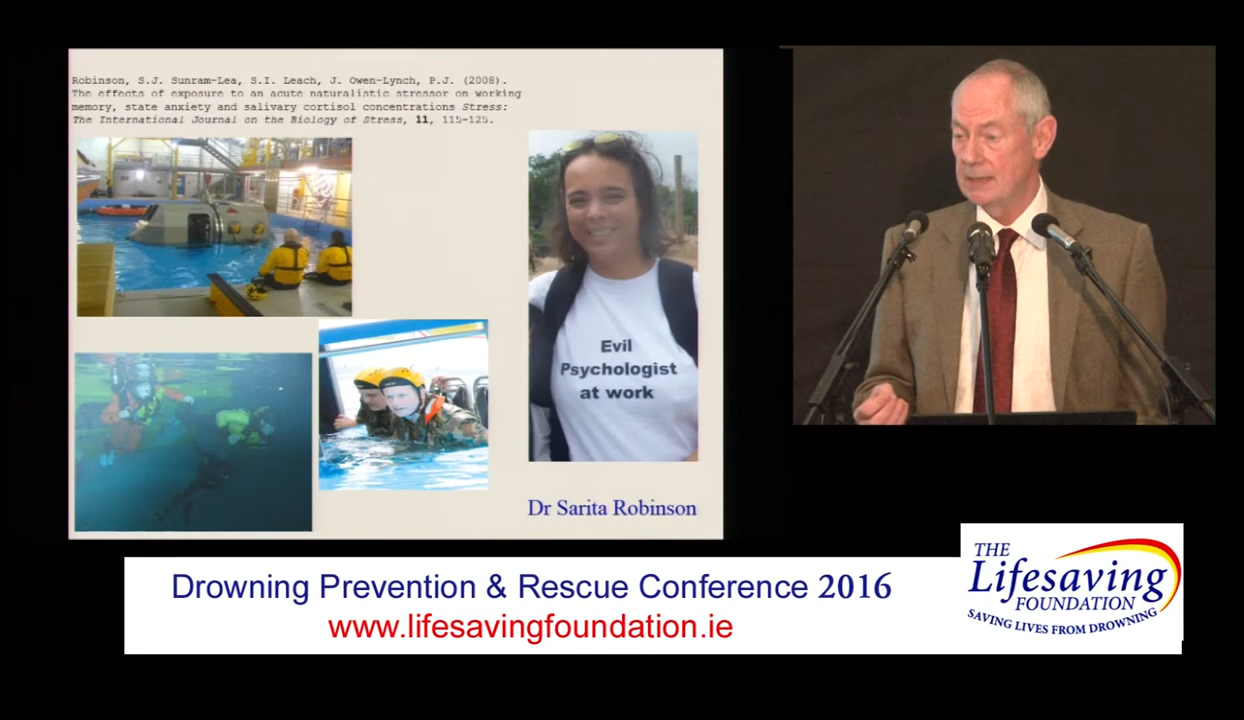 Robinson, S.J. Sunram-Lea, S.I. Leach, J. Owen-Lynch, P.J. (2008).
The effects of exposure to an acute naturalistic stressor on working
memory, state anxiety and salivary cortisol concentrations Stress:
The International Journal on the Biology of Stress, 11, 115-125.
Evil
Psychologist
at work
Dr Sarita Robinson
Drowning Prevention & Rescue Conference 2016
www.lifesavingfoundation.ie
THE
Lifesaving
FOUNDATION
SAVING LIVES FROM DROWNING